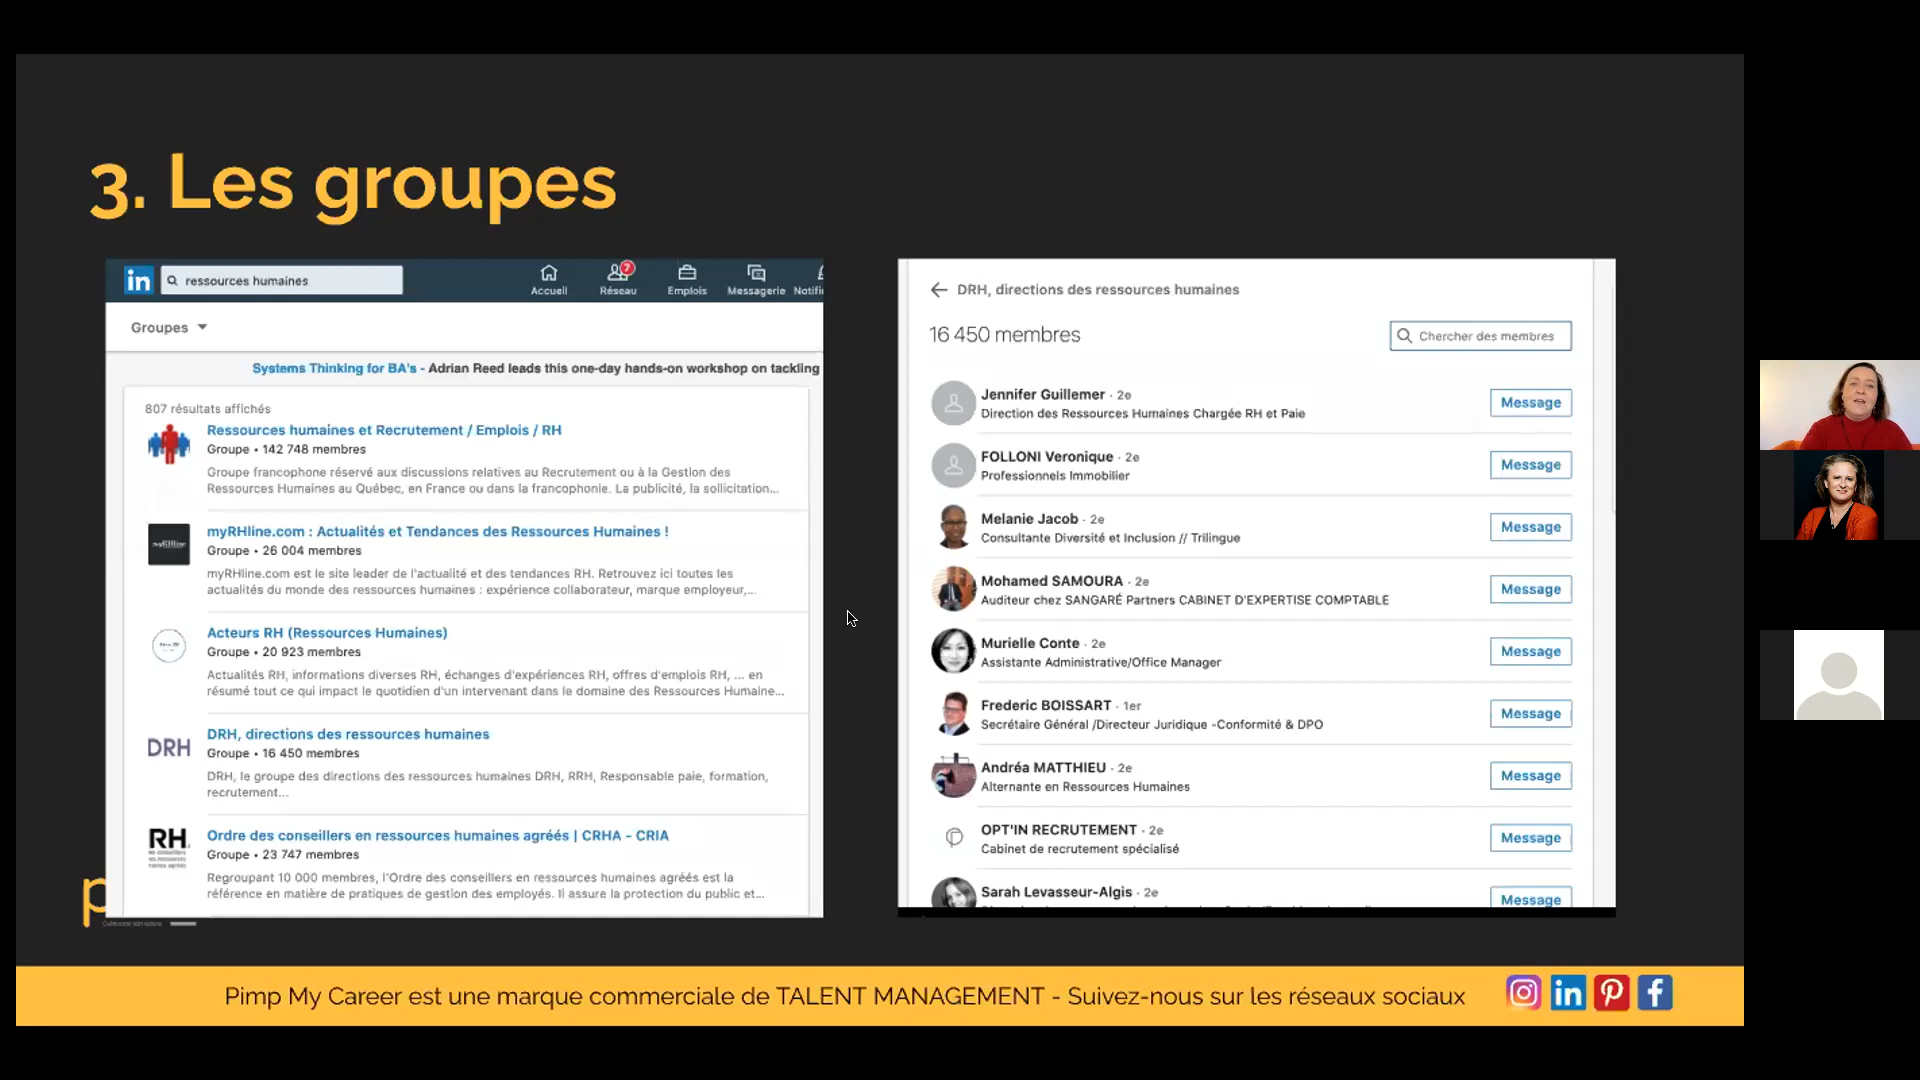 3. Les groupes
in
ressources humaines
Accueil
7
Réseau
Emplois
Messagerie
Notifi
Groupes
Systems Thinking for BA's - Adrian Reed leads this one-day hands-on workshop on tackling
807 résultats affichés
Ressources humaines et Recrutement / Emplois / RH
Groupe • 142 748 membres
Groupe francophone réservé aux discussions relatives au Recrutement ou à la Gestion des
Ressources Humaines au Québec, en France ou dans la francophonie. La publicité, la sollicitation...
myRHline
myRHline.com : Actualités et Tendances des Ressources Humaines !
Groupe • 26 004 membres
myRHline.com est le site leader de l'actualité et des tendances RH. Retrouvez ici toutes les
actualités du monde des ressources humaines : expérience collaborateur, marque employeur,...
Acteurs RH (Ressources Humaines)
Groupe • 20 923 membres
Actualités RH, informations diverses RH, échanges d'expériences RH, offres d'emplois RH, ... en
résumé tout ce qui impact le quotidien d'un intervenant dans le domaine des Ressources Humaine...
DRH
DRH, directions des ressources humaines
Groupe • 16 450 membres
DRH, le groupe des directions des ressources humaines DRH, RRH, Responsable paie, formation,
recrutement...
RH
Ordre des conseillers en ressources humaines agréés | CRHA - CRIA
Groupe • 23 747 membres
Regroupant 10 000 membres, l'Ordre des conseillers en ressources humaines agréés est la
référence en matière de pratiques de gestion des employés. Il assure la protection du public et...
p
DRH, directions des ressources humaines
16 450 membres
Chercher des membres
Jennifer Guillemer · 2e
Direction des Ressources Humaines Chargée RH et Paie
Message
FOLLONI Veronique · 2e
Professionnels Immobilier
Message
Melanie Jacob · 2e
Consultante Diversité et Inclusion // Trilingue
Message
Mohamed SAMOURA · 2e
Auditeur chez SANGARÉ Partners CABINET D'EXPERTISE COMPTABLE
Message
Murielle Conte · 2e
Assistante Administrative/Office Manager
Message
Frederic BOISSART · 1er
Secrétaire Général /Directeur Juridique -Conformité & DPO
Message
Andréa MATTHIEU · 2e
Alternante en Ressources Humaines
Message
OPT'IN RECRUTEMENT · 2e
Cabinet de recrutement spécialisé
Message
Sarah Levasseur-Algis · 2e
Message
Pimp My Career est une marque commerciale de TALENT MANAGEMENT - Suivez-nous sur les réseaux sociaux
in